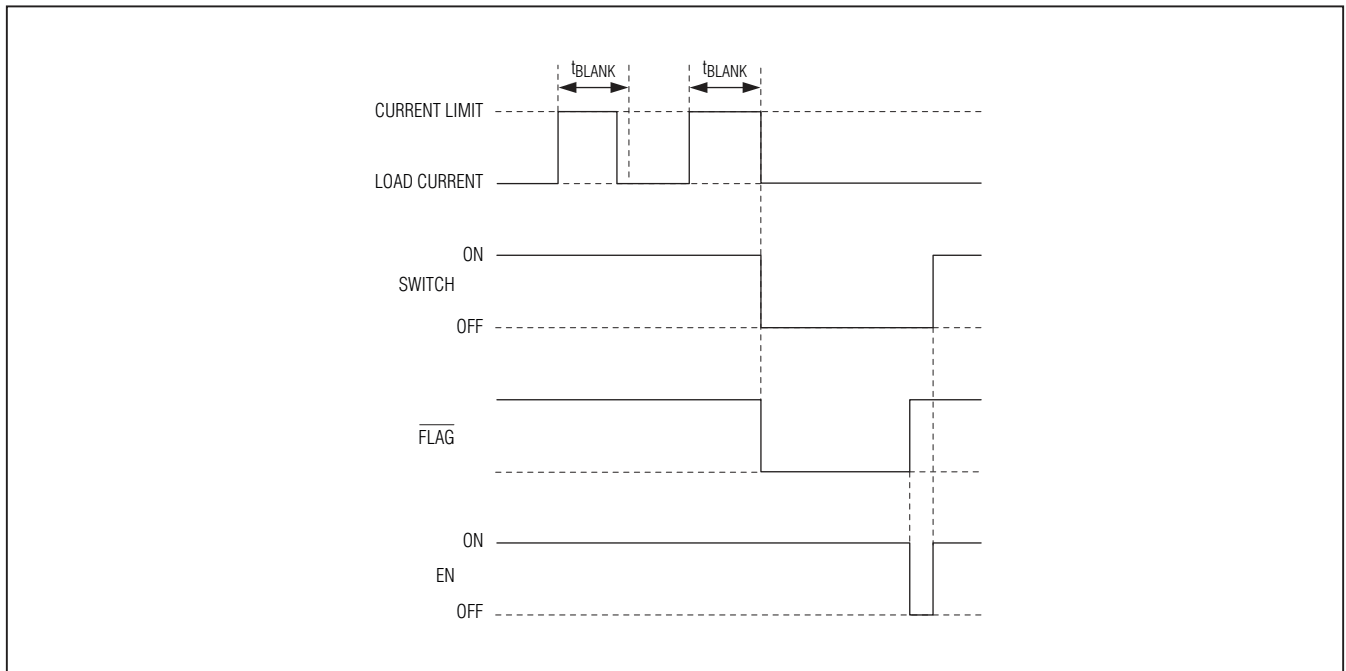 tBLANK tBLANK
CURRENT LIMIT
LOAD CURRENT
ON
SWITCH
OFF
FLAG
ON
EN
OFF